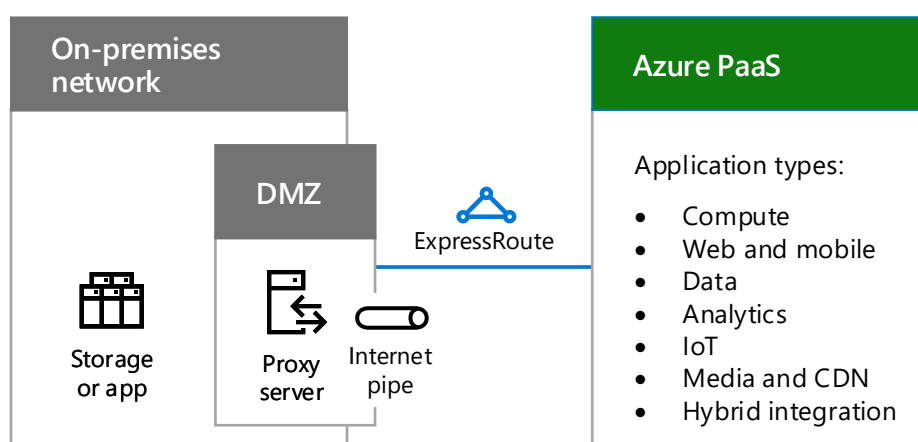 On-premises
network
DMZ
Storage
or app
Proxy
server
Internet
pipe
ExpressRoute
Azure PaaS
Application types:
• Compute
• Web and mobile
• Data
• Analytics
• IoT
• Media and CDN
• Hybrid integration